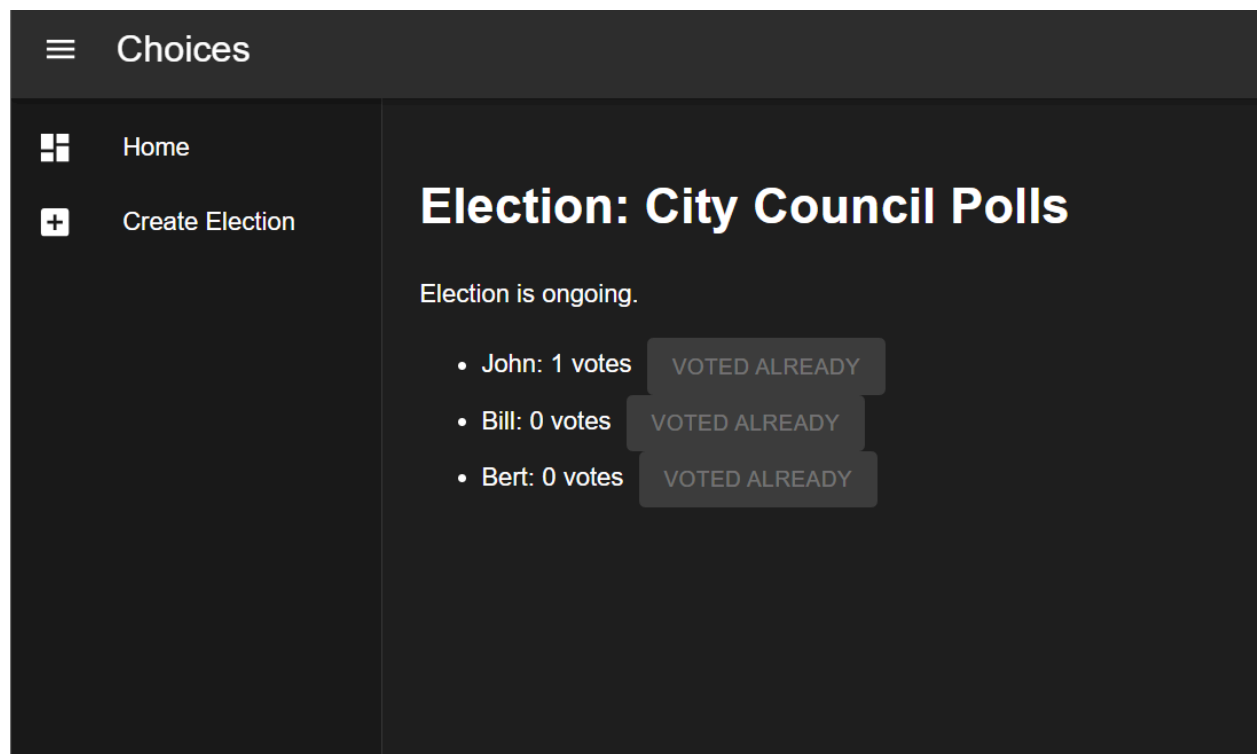 Choices
Home
Create Election
Election: City Council Polls
Election is ongoing.
John: 1 votes VOTED ALREADY
Bill: 0 votes VOTED ALREADY
Bert: 0 votes VOTED ALREADY